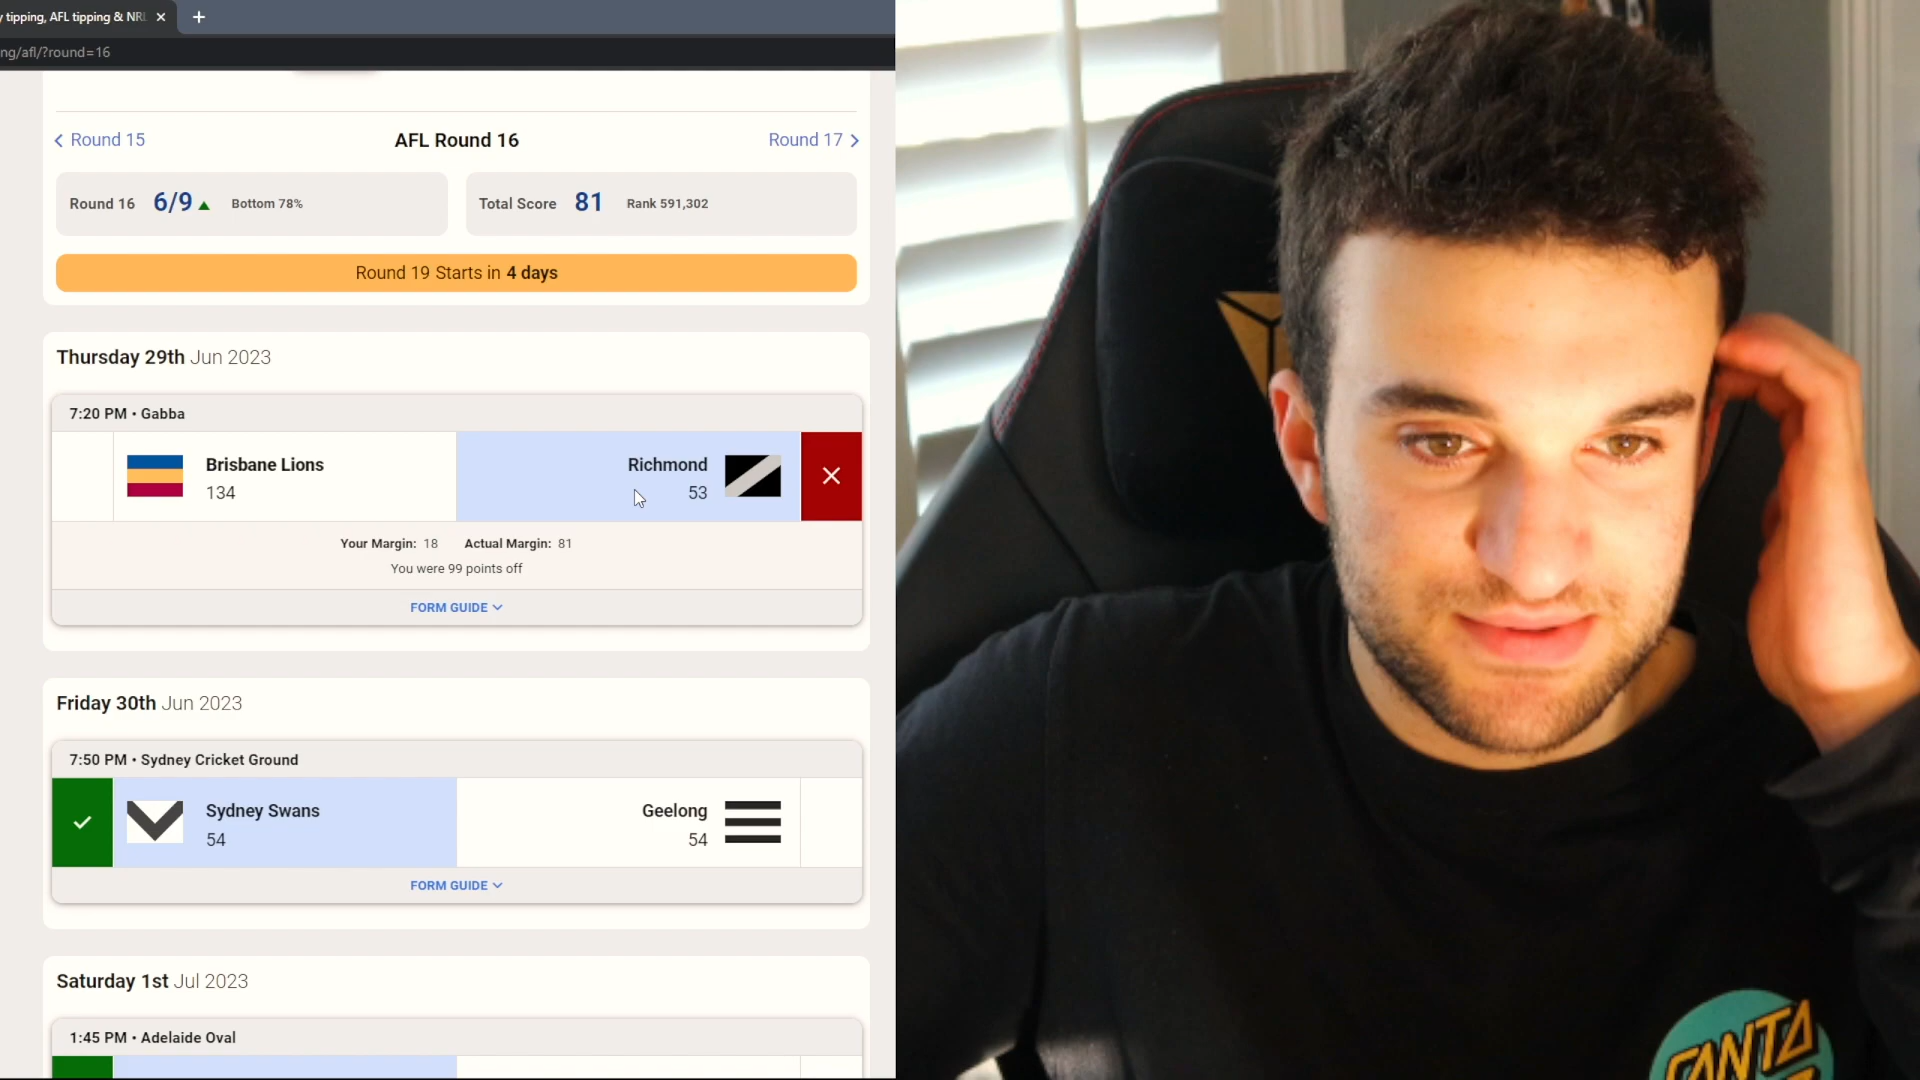 y tipping, AFL tipping & NRL
ng/afl/?round=16
Round 15
AFL Round 16
Round 17
Round 16 6/9 Bottom 78%
Total Score 81 Rank 591,302
Round 19 Starts in 4 days
Thursday 29th Jun 2023
7:20 PM • Gabba
Brisbane Lions
134
Richmond
53
Your Margin: 18 Actual Margin: 81
You were 99 points off
FORM GUIDE
Friday 30th Jun 2023
7:50 PM • Sydney Cricket Ground
Sydney Swans
54
Geelong
54
FORM GUIDE
Saturday 1st Jul 2023
1:45 PM • Adelaide Oval
SANTA